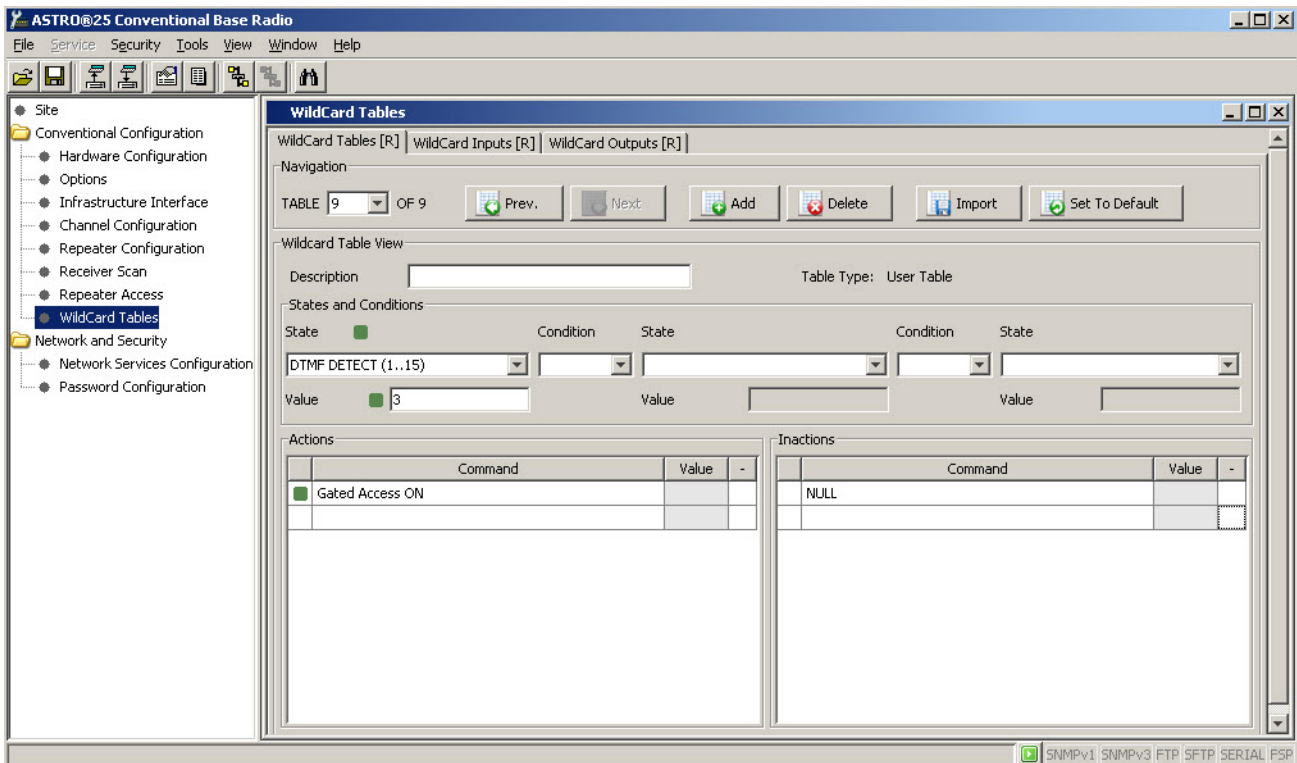 ASTRO®25 Conventional Base Radio
File Service Security Tools View Window Help
Site
Conventional Configuration
Hardware Configuration
Options
Infrastructure Interface
Channel Configuration
Repeater Configuration
Receiver Scan
Repeater Access
WildCard Tables
Network and Security
Network Services Configuration
Password Configuration
WildCard Tables
WildCard Tables [R] WildCard Inputs [R] WildCard Outputs [R]
Navigation
TABLE 9 OF 9 Prev. Next Add Delete Import Set To Default
Wildcard Table View
Description Table Type: User Table
States and Conditions
State Condition State Condition State
DTMF DETECT (1..15)
Value 3 Value Value
Actions Inactions
Command Value - Command Value -
Gated Access ON NULL
SNMPv1 SNMPv3 FTP SFTP SERIAL FSP